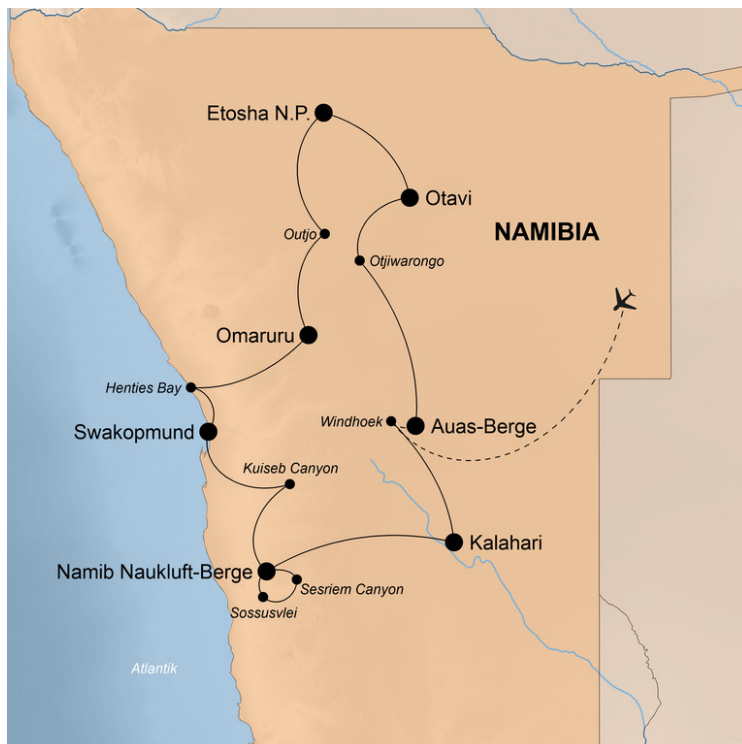 Etosha N.P.
Otavi
Outjo
NAMIBIA
Otjiwarongo
Omaruru
Henties Bay
Windhoek
Auas-Berge
Swakopmund
Kuiseb Canyon
Kalahari
Namib Naukluft-Berge
Sesriem Canyon
Sossusvlei
Atlantik